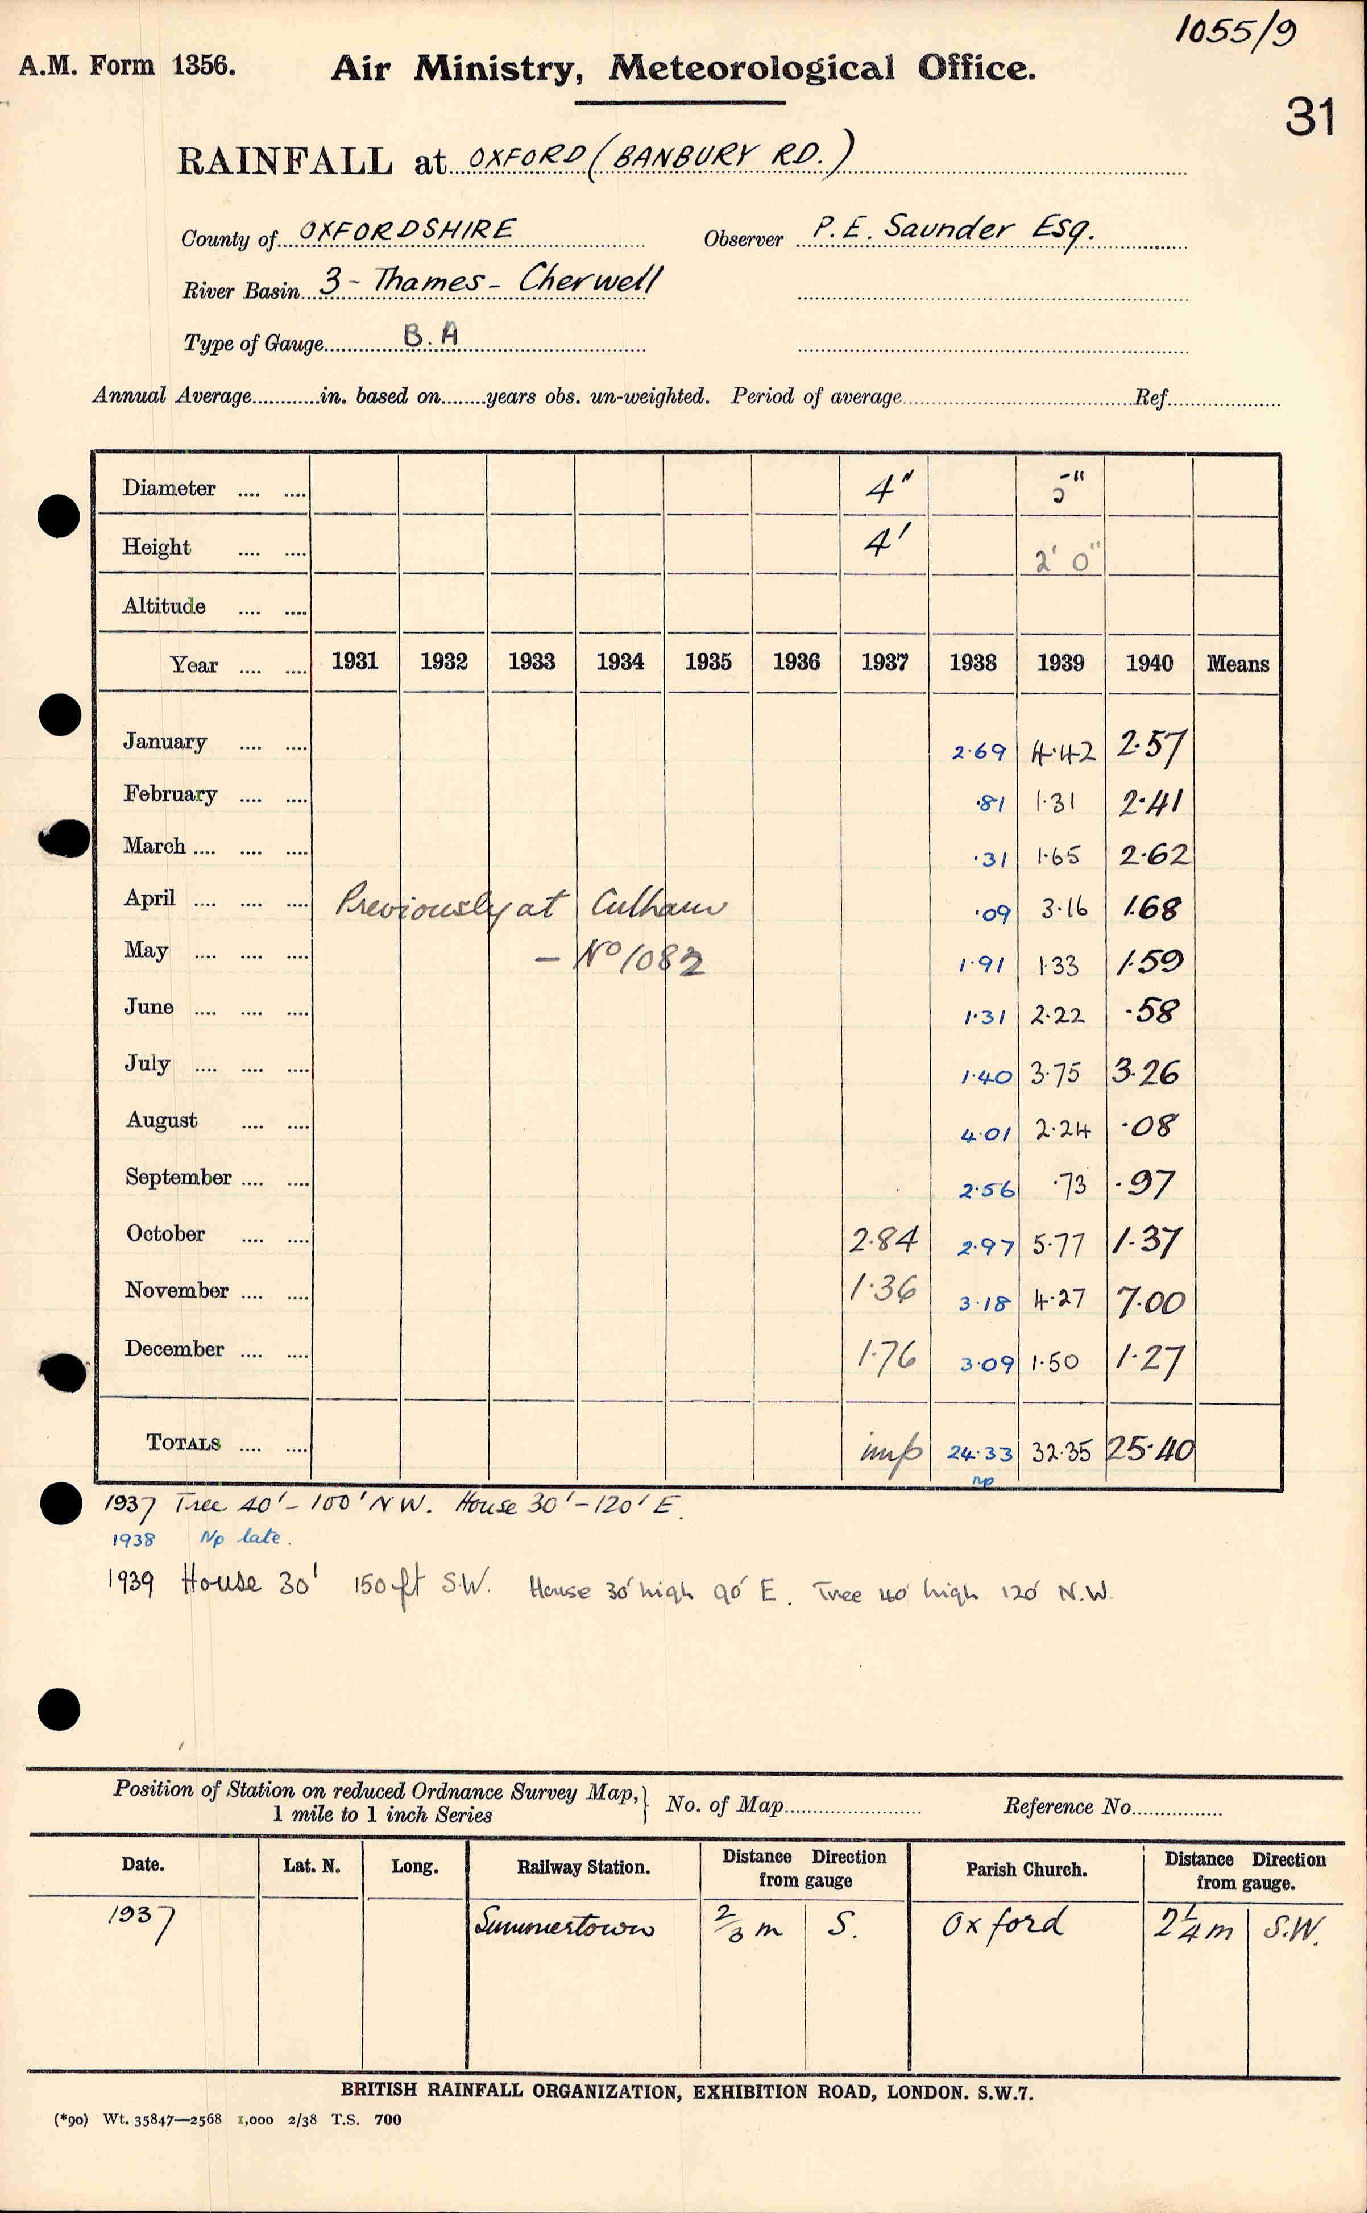 1055/9
A.M. Form 1356. Air Ministry, Meteorological Office.
31
RAINFALL at OXFORD (BANBURY RD.)
County of OXFORDSHIRE Observer P.E. Saunder Esq.
River Basin 3 - Thames - Cherwell
Type of Gauge B.A
Annual Average in. based on years obs. un-weighted. Period of average Ref.
Diameter 4" 5"
Height 4' 2' 0"
Altitude
Year 1931 1932 1933 1934 1935 1936 1937 1938 1939 1940 Means
January 2.69 4.42 2.57
February .81 1.31 2.41
March .31 1.65 2.62
April Previously at Culham .09 3.16 1.68
May - No 1082 1.91 1.33 1.59
June 1.31 2.22 .58
July 1.40 3.75 3.26
August 4.01 2.24 .08
September 2.56 .73 .97
October 2.84 2.97 5.77 1.37
November 1.36 3.18 4.27 7.00
December 1.76 3.09 1.50 1.27
TOTALS imp 24.33 32.35 25.40
np
1937 Tree 40' - 100' NW. House 30' - 120' E.
1938 Np late.
1939 House 30' 150 ft S.W. House 30' high 90' E. Tree 40' high 120' N.W.
Position of Station on reduced Ordnance Survey Map, 1 mile to 1 inch Series } No. of Map Reference No.
Date. Lat. N. Long. Railway Station. Distance Direction from gauge Parish Church. Distance Direction from gauge.
1937 Summertown 2/3 m S. Oxford 2 1/4 m S.W.
BRITISH RAINFALL ORGANIZATION, EXHIBITION ROAD, LONDON. S.W.7.
(*90) Wt. 35847—2568 1,000 2/38 T.S. 700